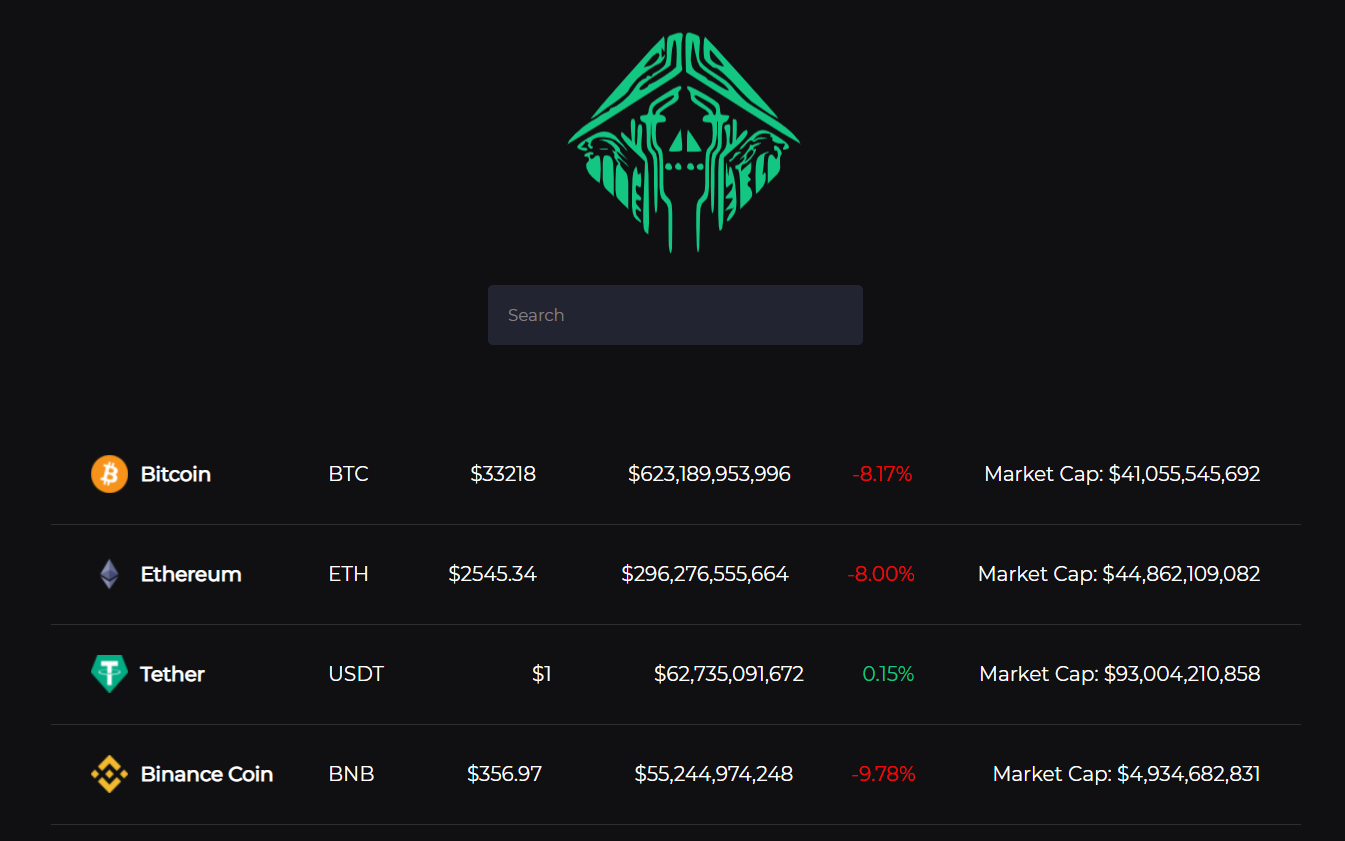 Search
Bitcoin BTC $33218 $623,189,953,996 -8.17% Market Cap: $41,055,545,692
Ethereum ETH $2545.34 $296,276,555,664 -8.00% Market Cap: $44,862,109,082
Tether USDT $1 $62,735,091,672 0.15% Market Cap: $93,004,210,858
Binance Coin BNB $356.97 $55,244,974,248 -9.78% Market Cap: $4,934,682,831